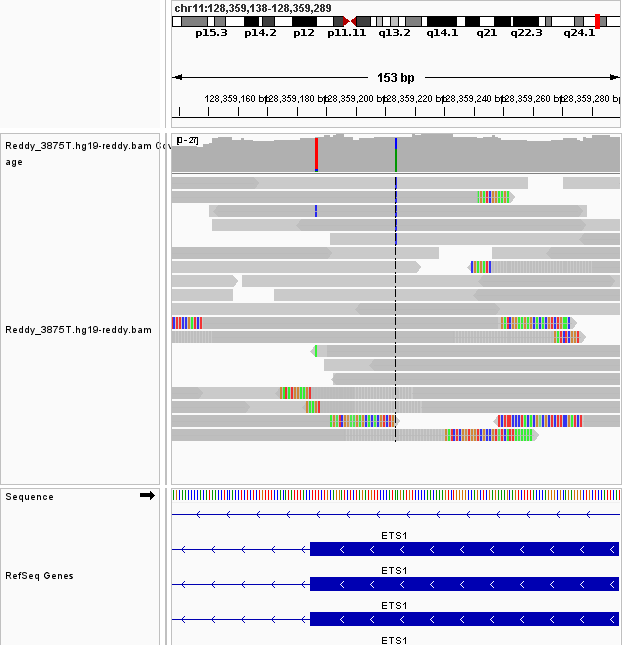 chr11:128,359,138-128,359,289
p15.3 p14.2 p12 p11.11 q13.2 q14.1 q21 q22.3 q24.1
153 bp
128,359,160 bp 128,359,180 bp 128,359,200 bp 128,359,220 bp 128,359,240 bp 128,359,260 bp 128,359,280 bp
Reddy_3875T.hg19-reddy.bam Cov
age
[0 - 27]
Reddy_3875T.hg19-reddy.bam
Sequence
ETS1
RefSeq Genes
ETS1
ETS1
ETS1